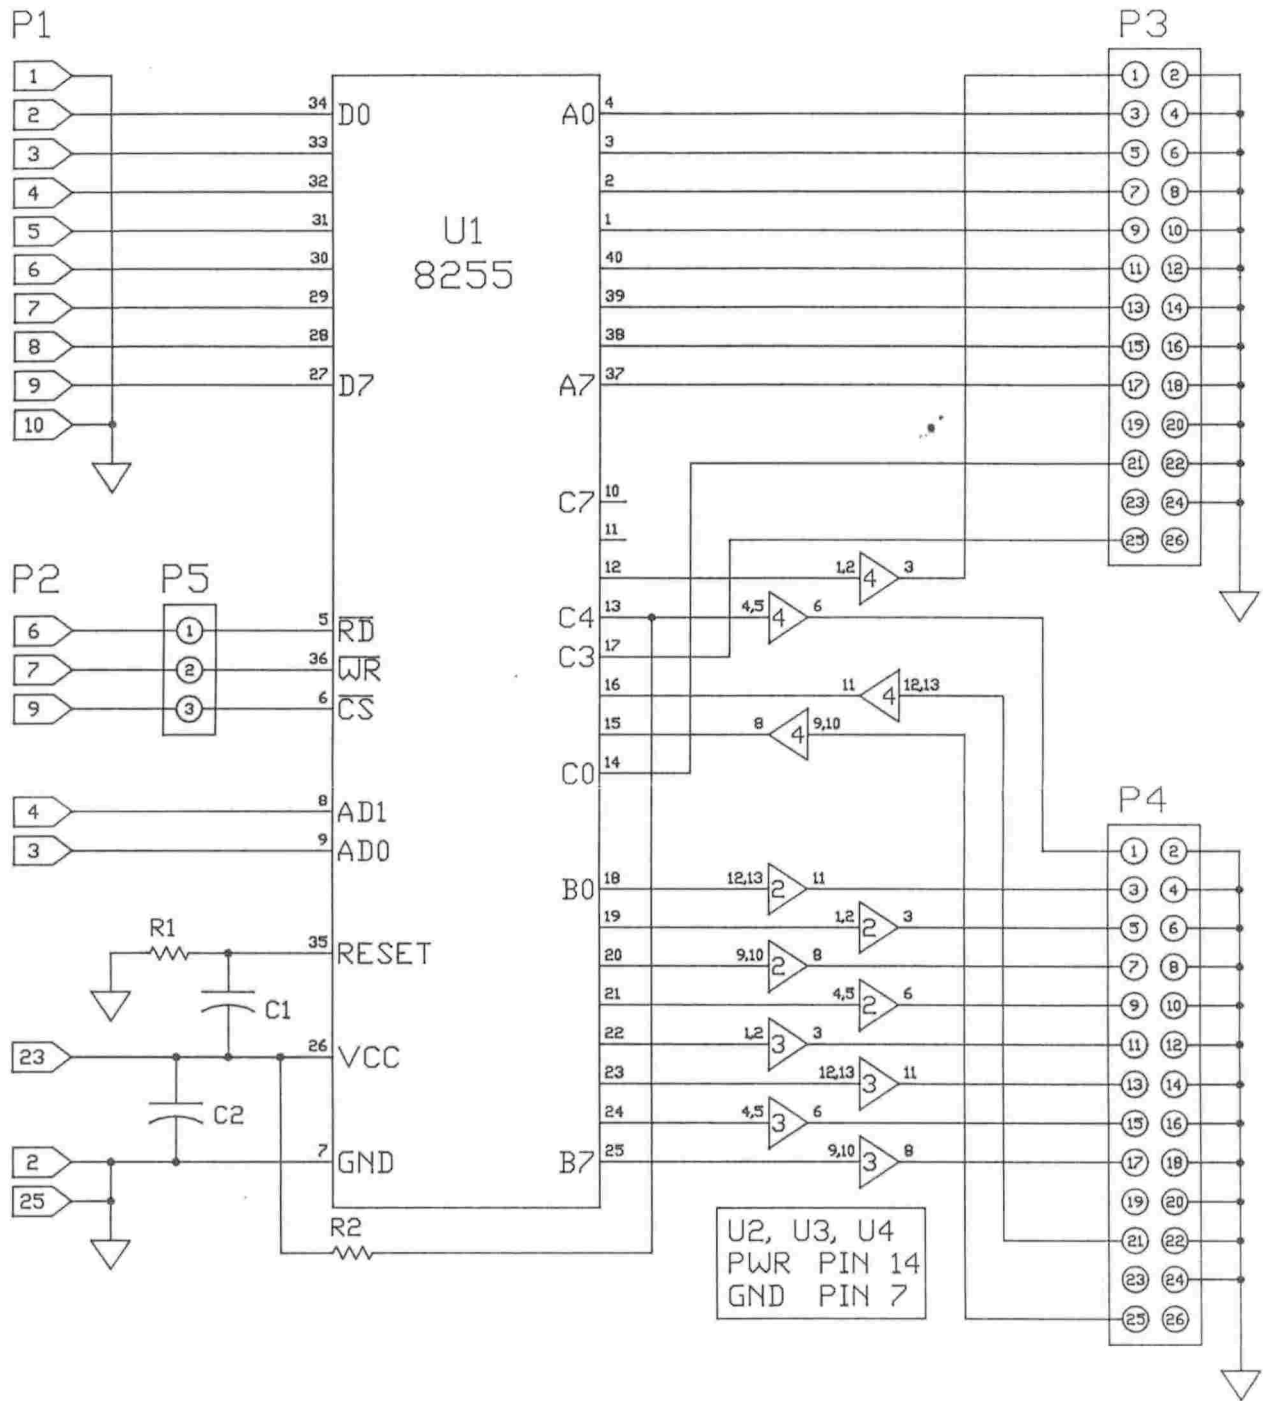 P1
1
2
3
4
5
6
7
8
9
10
P2
6
7
9
4
3
23
2
25
P5
1
2
3
R1
C1
C2
R2
U1
8255
34 D0
33
32
31
30
29
28
27 D7
5 RD
36 WR
6 CS
8 AD1
9 AD0
35 RESET
26 VCC
7 GND
A0 4
3
2
1
40
39
38
A7 37
C7 10
11
12 1,2 4 3
C4 13 4,5 4 6
C3 17
16 11 4 12,13
15 8 4 9,10
C0 14
B0 18 12,13 2 11
19 1,2 2 3
20 9,10 2 8
21 4,5 2 6
22 1,2 3 3
23 12,13 3 11
24 4,5 3 6
B7 25 9,10 3 8
U2, U3, U4
PWR PIN 14
GND PIN 7
P3
1 2
3 4
5 6
7 8
9 10
11 12
13 14
15 16
17 18
19 20
21 22
23 24
25 26
P4
1 2
3 4
5 6
7 8
9 10
11 12
13 14
15 16
17 18
19 20
21 22
23 24
25 26